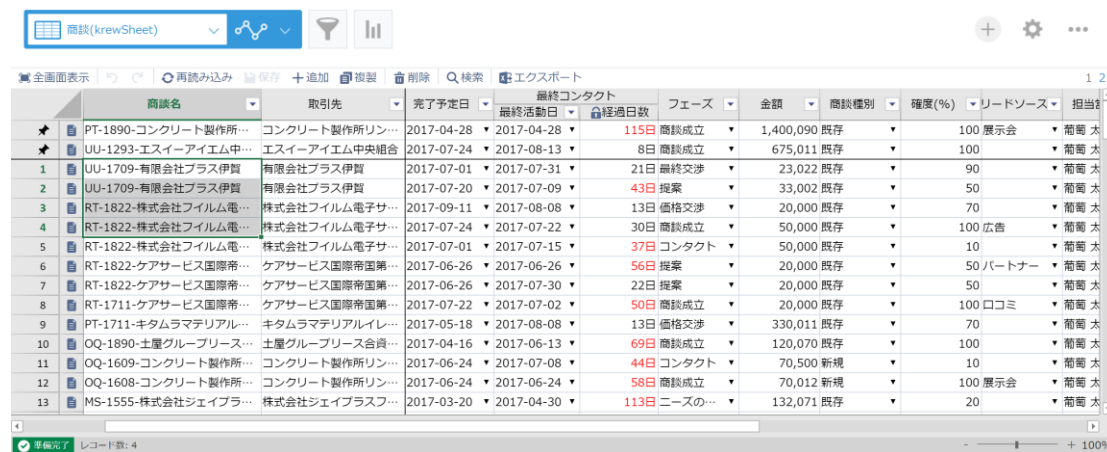 商談(krewSheet)
全画面表示 再読み込み 保存 追加 複製 削除 検索 エクスポート 1 2
商談名 取引先 完了予定日 最終コンタクト 最終活動日 経過日数 フェーズ 金額 商談種別 確度(%) リードソース 担当
PT-1890-コンクリート製作所… コンクリート製作所リン… 2017-04-28 2017-04-28 115日 商談成立 1,400,090 既存 100 展示会 葡萄 太
UU-1293-エスイーアイエム中… エスイーアイエム中央組合 2017-07-24 2017-08-13 8日 商談成立 675,011 既存 100 葡萄 太
1 UU-1709-有限会社プラス伊賀 有限会社プラス伊賀 2017-07-01 2017-07-31 21日 最終交渉 23,022 既存 90 葡萄 太
2 UU-1709-有限会社プラス伊賀 有限会社プラス伊賀 2017-07-20 2017-07-09 43日 提案 33,002 既存 50 葡萄 太
3 RT-1822-株式会社フイルム電… 株式会社フイルム電子サ… 2017-09-11 2017-08-08 13日 価格交渉 20,000 既存 70 葡萄 太
4 RT-1822-株式会社フイルム電… 株式会社フイルム電子サ… 2017-07-24 2017-07-22 30日 商談成立 50,000 既存 100 広告 葡萄 太
5 RT-1822-株式会社フイルム電… 株式会社フイルム電子サ… 2017-07-01 2017-07-15 37日 コンタクト 50,000 既存 10 葡萄 太
6 RT-1822-ケアサービス国際帝… ケアサービス国際帝国第… 2017-06-26 2017-06-26 56日 提案 20,000 既存 50 パートナー 葡萄 太
7 RT-1822-ケアサービス国際帝… ケアサービス国際帝国第… 2017-06-26 2017-07-30 22日 提案 20,000 既存 50 葡萄 太
8 RT-1711-ケアサービス国際帝… ケアサービス国際帝国第… 2017-07-22 2017-07-02 50日 商談成立 20,000 既存 100 口コミ 葡萄 太
9 PT-1711-キタムラマテリアル… キタムラマテリアルイレ… 2017-05-18 2017-08-08 13日 価格交渉 330,011 既存 70 葡萄 太
10 OQ-1890-土屋グループリース… 土屋グループリース合資… 2017-04-16 2017-06-13 69日 商談成立 120,070 既存 100 葡萄 太
11 OQ-1609-コンクリート製作所… コンクリート製作所リン… 2017-06-24 2017-07-08 44日 コンタクト 70,500 新規 10 葡萄 太
12 OQ-1608-コンクリート製作所… コンクリート製作所リン… 2017-06-24 2017-06-24 58日 商談成立 70,012 新規 100 展示会 葡萄 太
13 MS-1555-株式会社ジェイプラ… 株式会社ジェイプラスフ… 2017-03-20 2017-04-30 113日 ニーズの… 132,071 既存 20 葡萄 太
準備完了 レコード数: 4 - + 100%